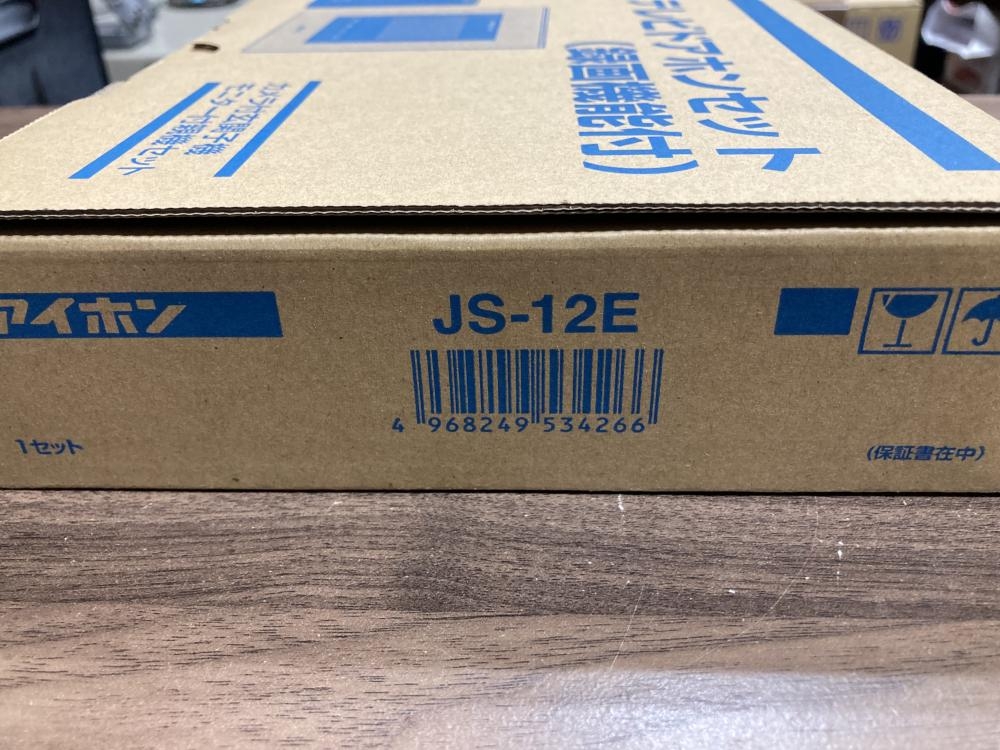 テレビドアホンセット
(録画機能付)
カメラ付玄関子機
モニター付親機セット
アイホン
JS-12E
4 968249 534266
1セット
(保証書在中)